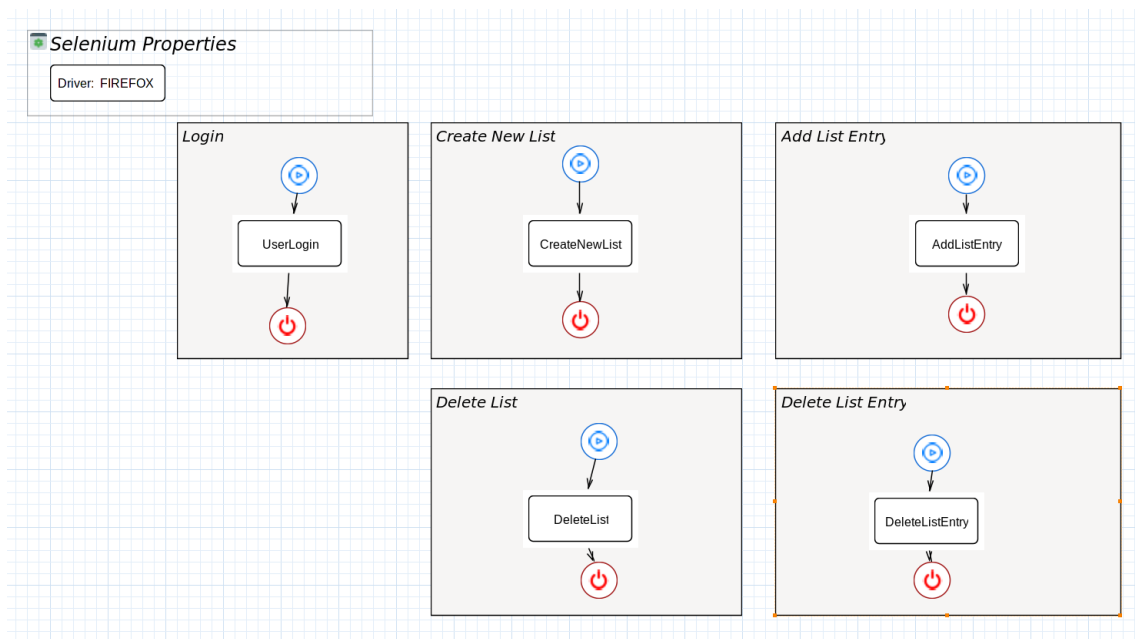 Selenium Properties
Driver: FIREFOX
Login
UserLogin
Create New List
CreateNewList
Add List Entry
AddListEntry
Delete List
DeleteList
Delete List Entry
DeleteListEntry